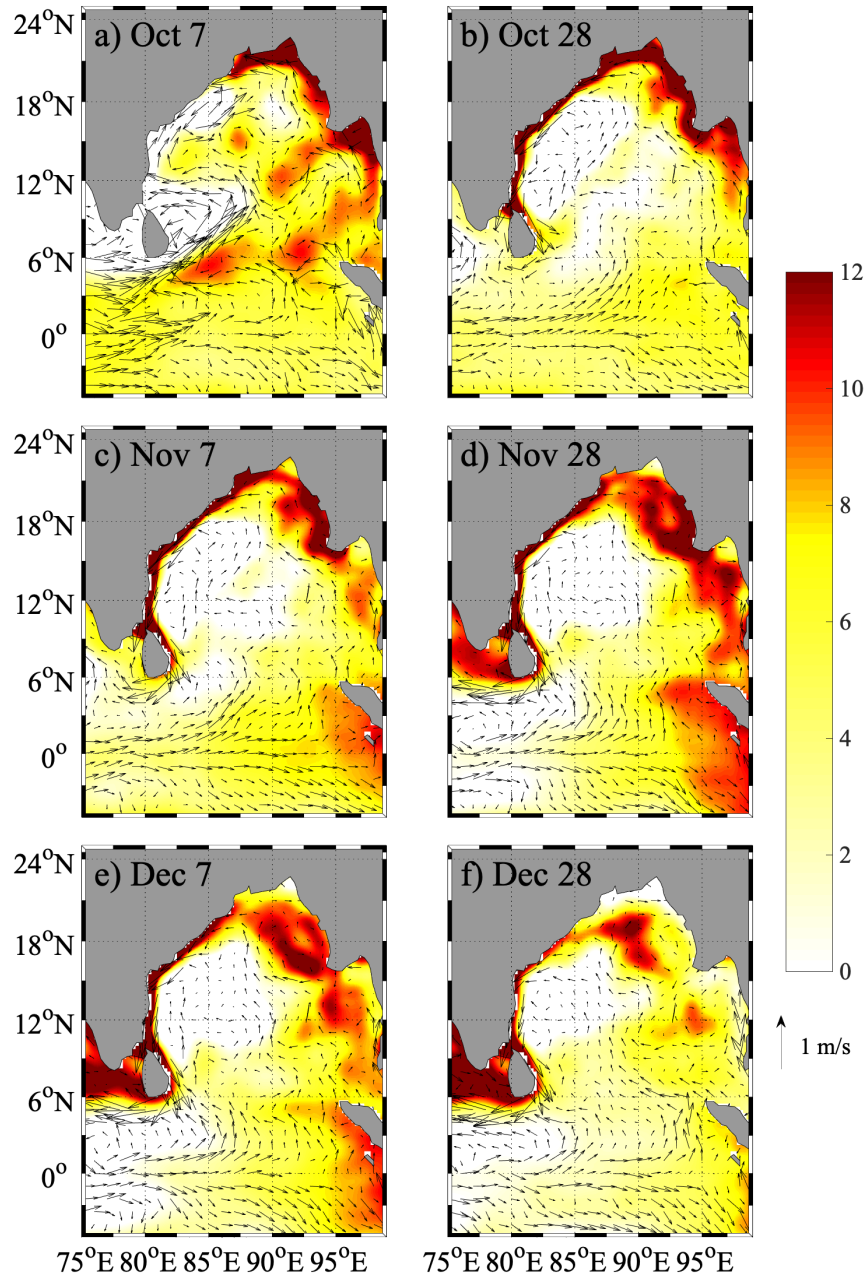 a) Oct 7
b) Oct 28
24°N
18°N
12°N
6°N
0°
c) Nov 7
d) Nov 28
24°N
18°N
12°N
6°N
0°
e) Dec 7
f) Dec 28
24°N
18°N
12°N
6°N
0°
75°E 80°E 85°E 90°E 95°E
75°E 80°E 85°E 90°E 95°E
12
10
8
6
4
2
0
1 m/s